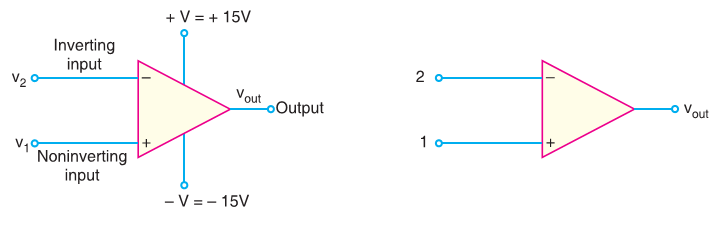 + V = + 15V
Inverting
input
v2
−
vout
Output
v1
+
Noninverting
input
− V = − 15V
2
−
vout
1
+